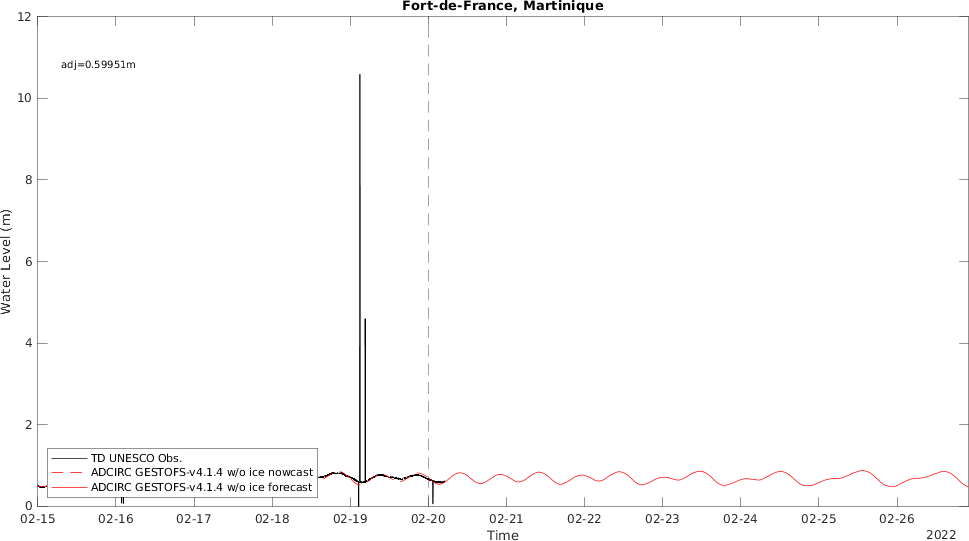 Fort-de-France, Martinique
12
adj=0.59951m
10
8
6
4
2
0
Water Level (m)
TD UNESCO Obs.
ADCIRC GESTOFS-v4.1.4 w/o ice nowcast
ADCIRC GESTOFS-v4.1.4 w/o ice forecast
02-15 02-16 02-17 02-18 02-19 02-20 02-21 02-22 02-23 02-24 02-25 02-26
Time
2022